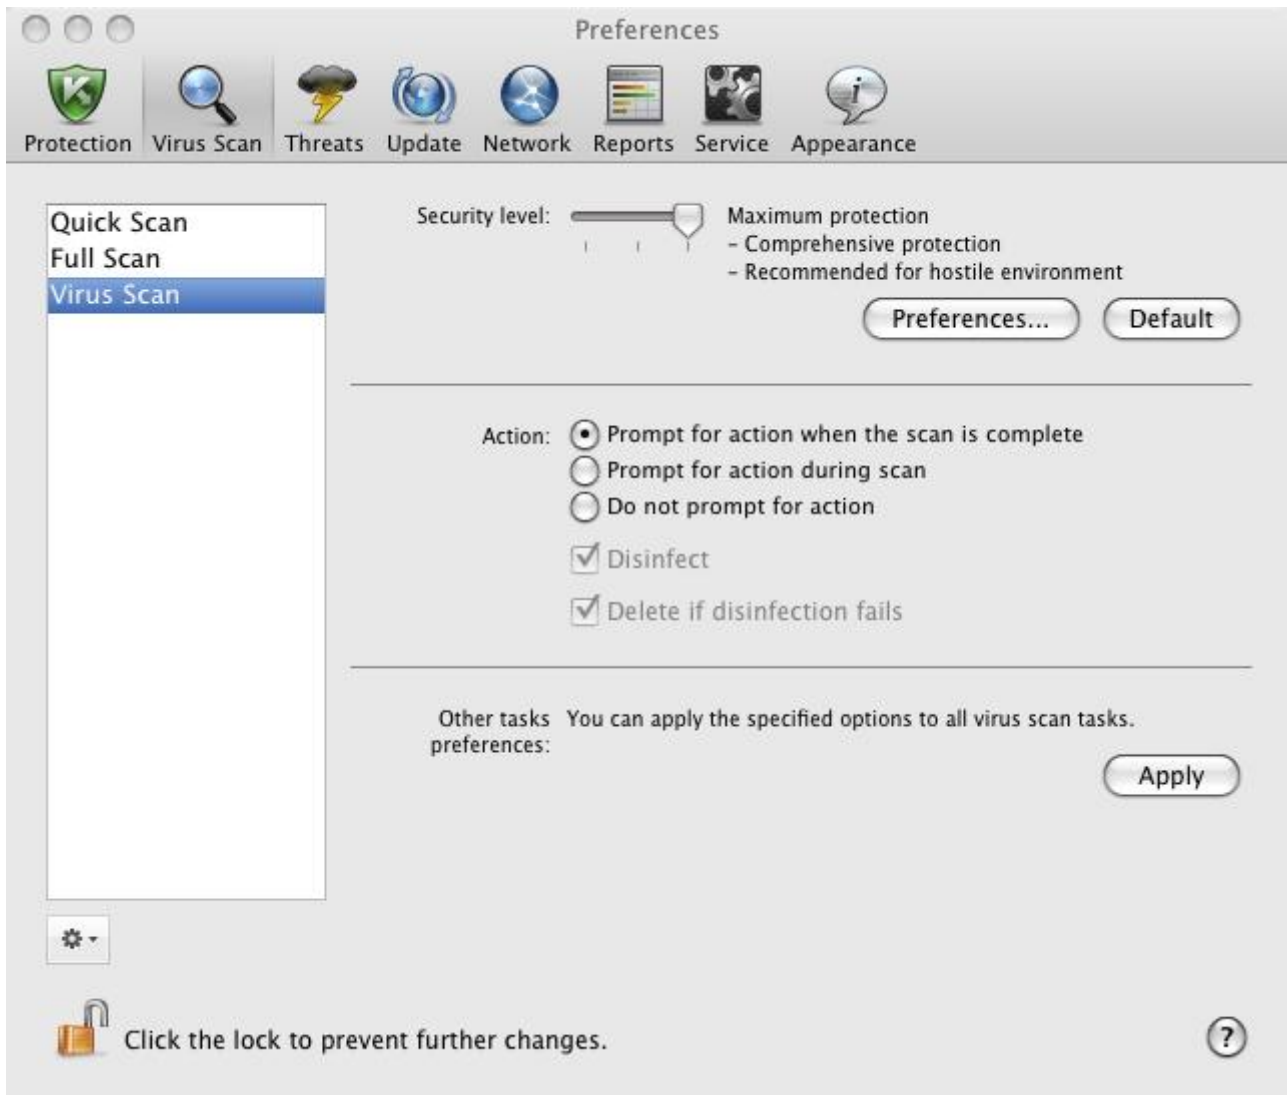 Preferences
Protection Virus Scan Threats Update Network Reports Service Appearance
Quick Scan
Full Scan
Virus Scan
Security level:
Maximum protection
- Comprehensive protection
- Recommended for hostile environment
Preferences... Default
Action:
Prompt for action when the scan is complete
Prompt for action during scan
Do not prompt for action
Disinfect
Delete if disinfection fails
Other tasks
preferences:
You can apply the specified options to all virus scan tasks.
Apply
Click the lock to prevent further changes.
?